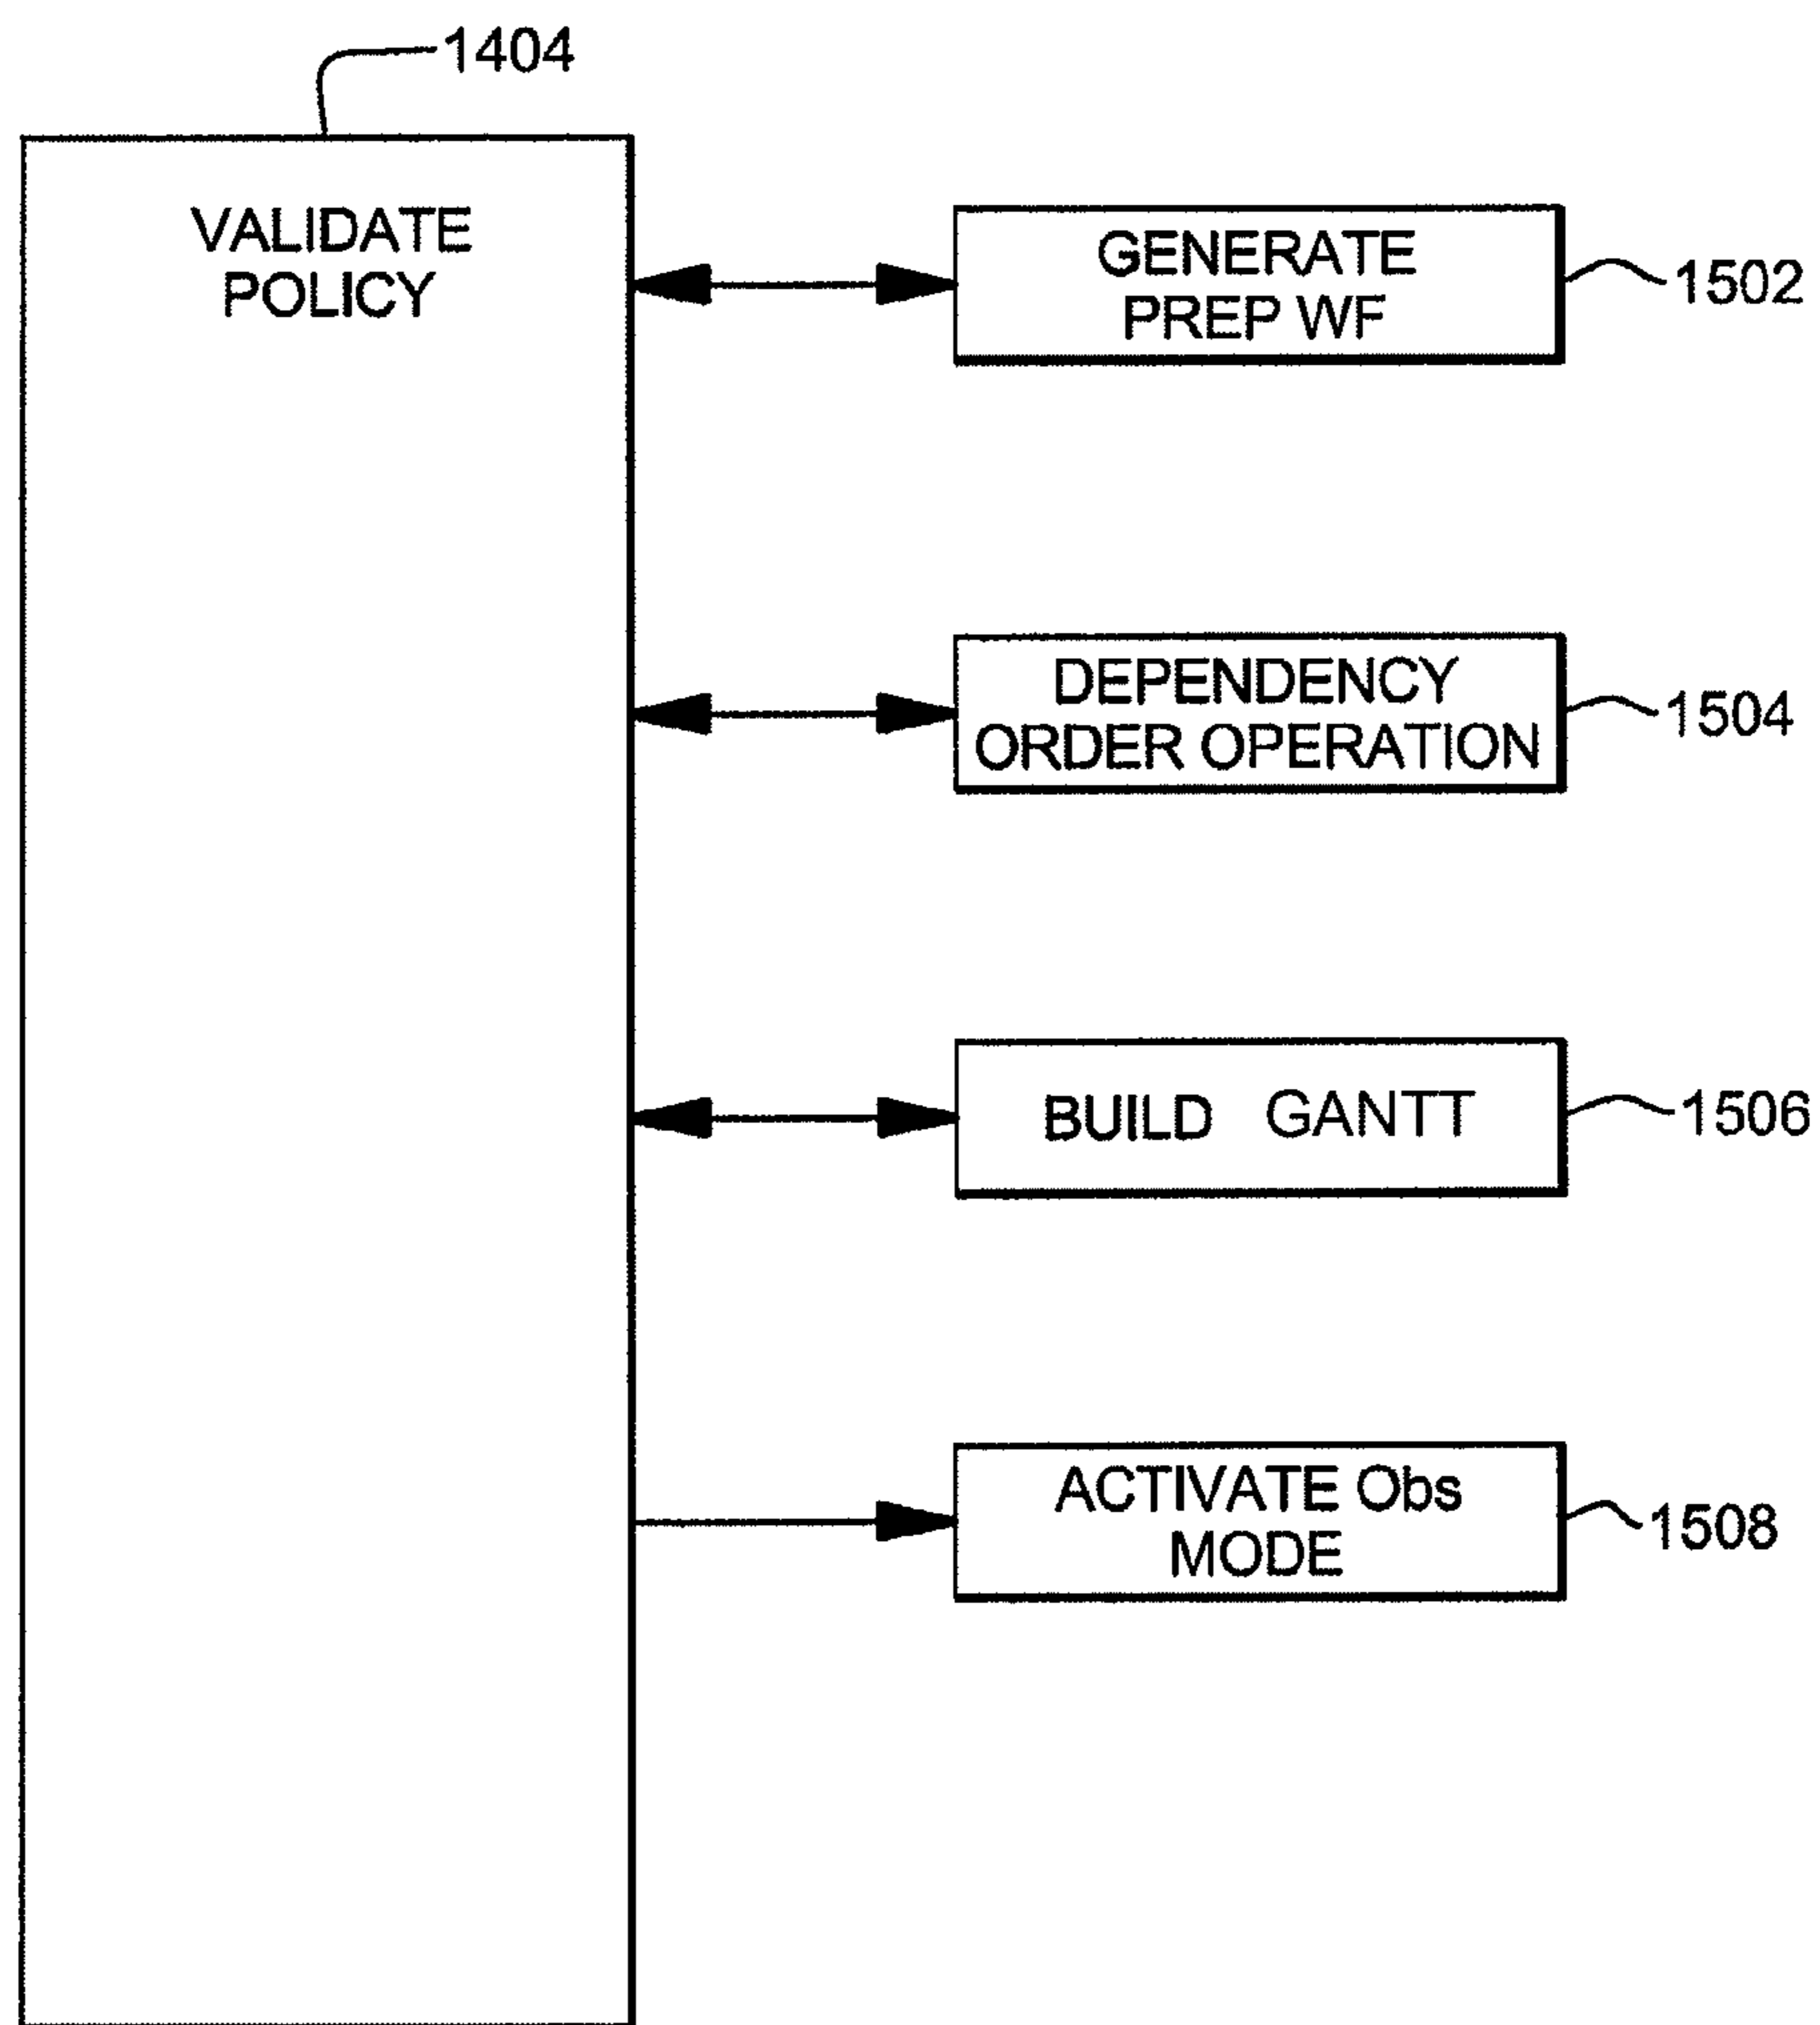 1404
VALIDATE
POLICY
GENERATE
PREP WF
1502
DEPENDENCY
ORDER OPERATION
1504
BUILD GANTT
1506
ACTIVATE Obs
MODE
1508